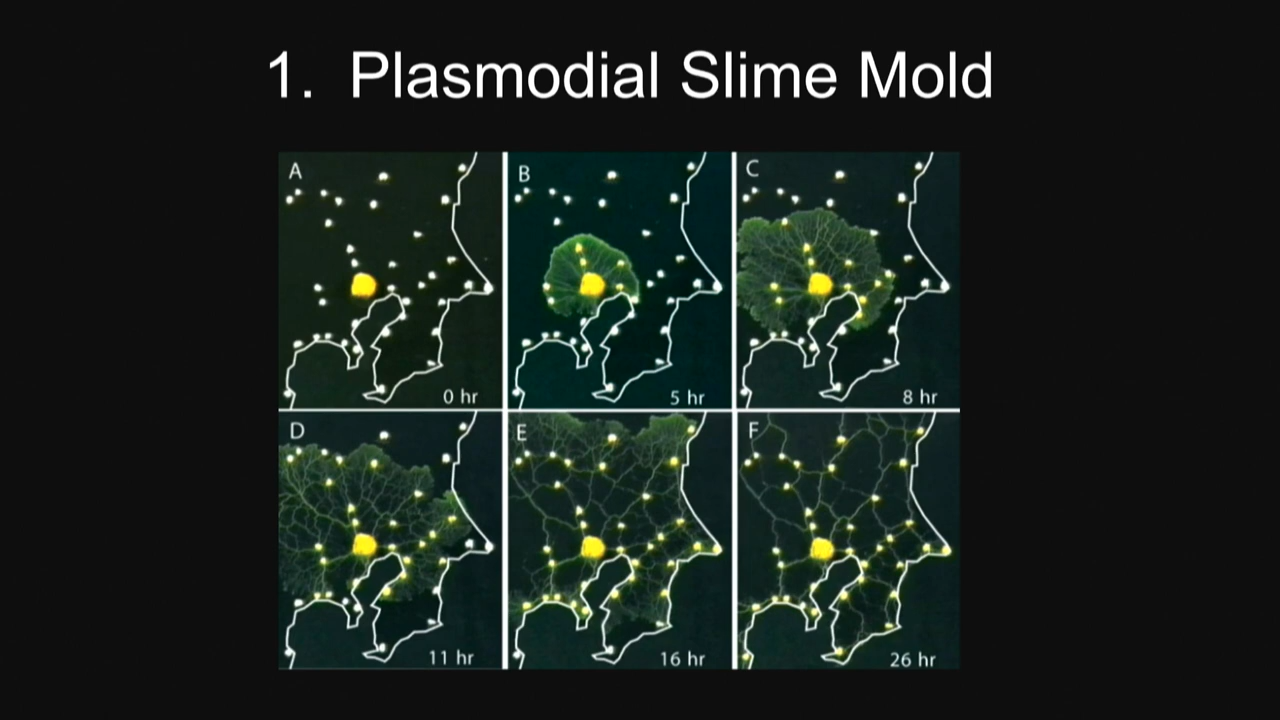 1. Plasmodial Slime Mold
A
B
C
0 hr
5 hr
8 hr
D
E
F
11 hr
16 hr
26 hr